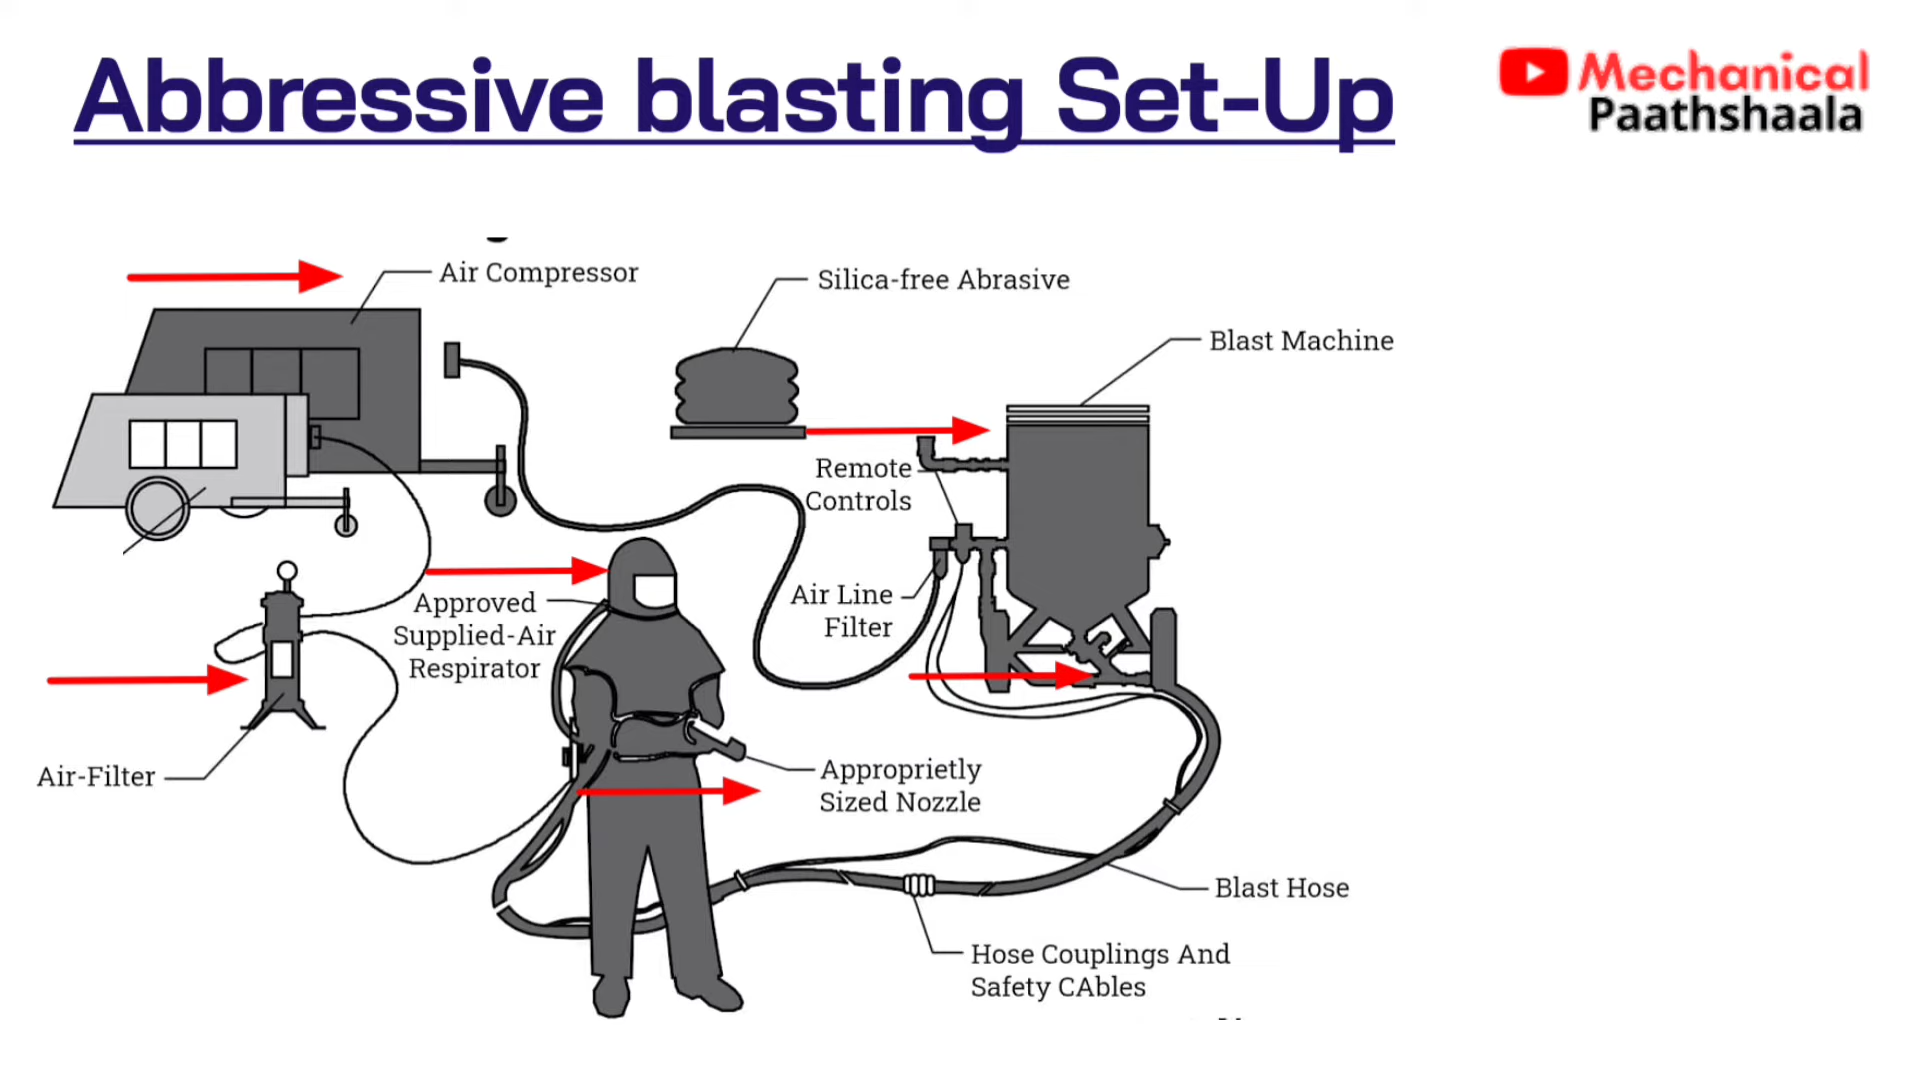 Abbressive blasting Set-Up
Mechanical
Paathshaala
Air Compressor
Silica-free Abrasive
Blast Machine
Remote
Controls
Air Line
Filter
Approved
Supplied-Air
Respirator
Air-Filter
Approprietly
Sized Nozzle
Blast Hose
Hose Couplings And
Safety CAbles